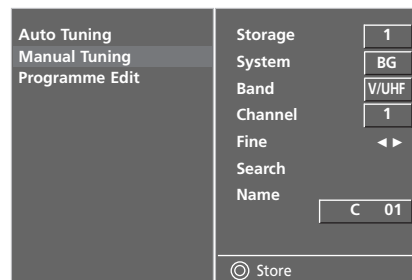 Auto Tuning
Manual Tuning
Programme Edit
Storage 1
System BG
Band V/UHF
Channel 1
Fine ◄ ►
Search
Name
C 01
Store